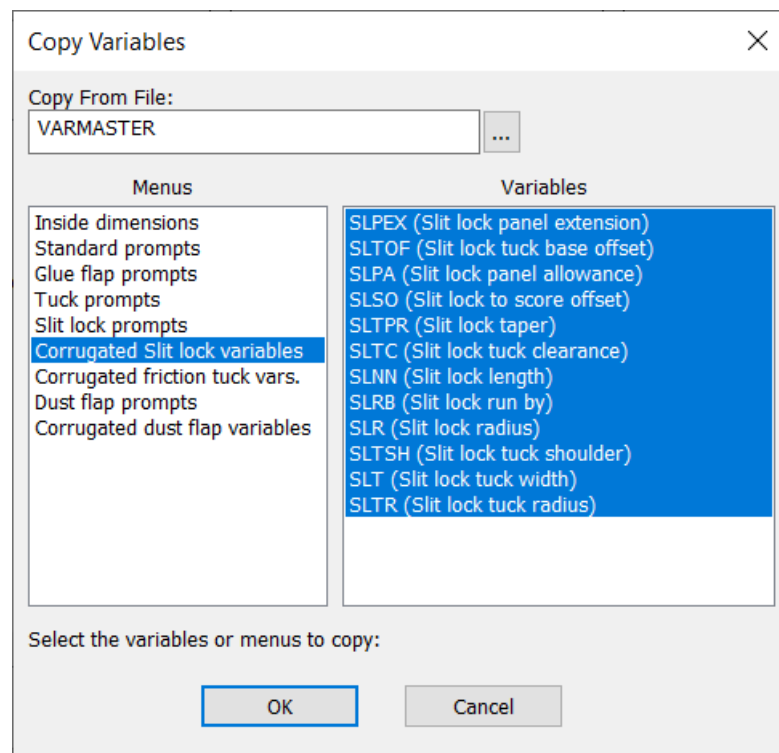 Copy Variables
Copy From File:
VARMASTER
...
Menus
Inside dimensions
Standard prompts
Glue flap prompts
Tuck prompts
Slit lock prompts
Corrugated Slit lock variables
Corrugated friction tuck vars.
Dust flap prompts
Corrugated dust flap variables
Variables
SLPEX (Slit lock panel extension)
SLTOF (Slit lock tuck base offset)
SLPA (Slit lock panel allowance)
SLSO (Slit lock to score offset)
SLTPR (Slit lock taper)
SLTC (Slit lock tuck clearance)
SLNN (Slit lock length)
SLRB (Slit lock run by)
SLR (Slit lock radius)
SLTSH (Slit lock tuck shoulder)
SLT (Slit lock tuck width)
SLTR (Slit lock tuck radius)
Select the variables or menus to copy:
OK
Cancel